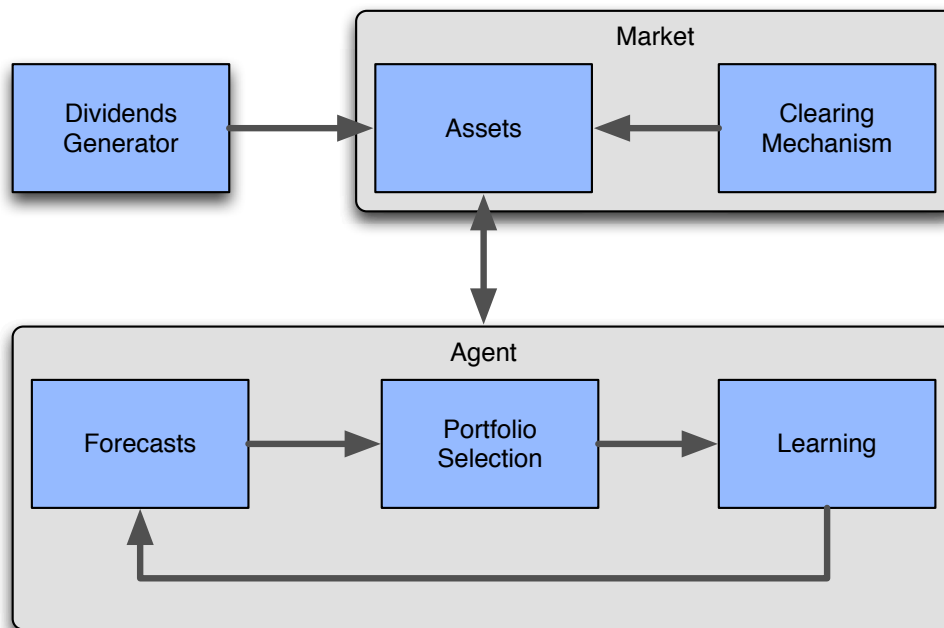 Market
Dividends
Generator
Assets
Clearing
Mechanism
Agent
Forecasts
Portfolio
Selection
Learning